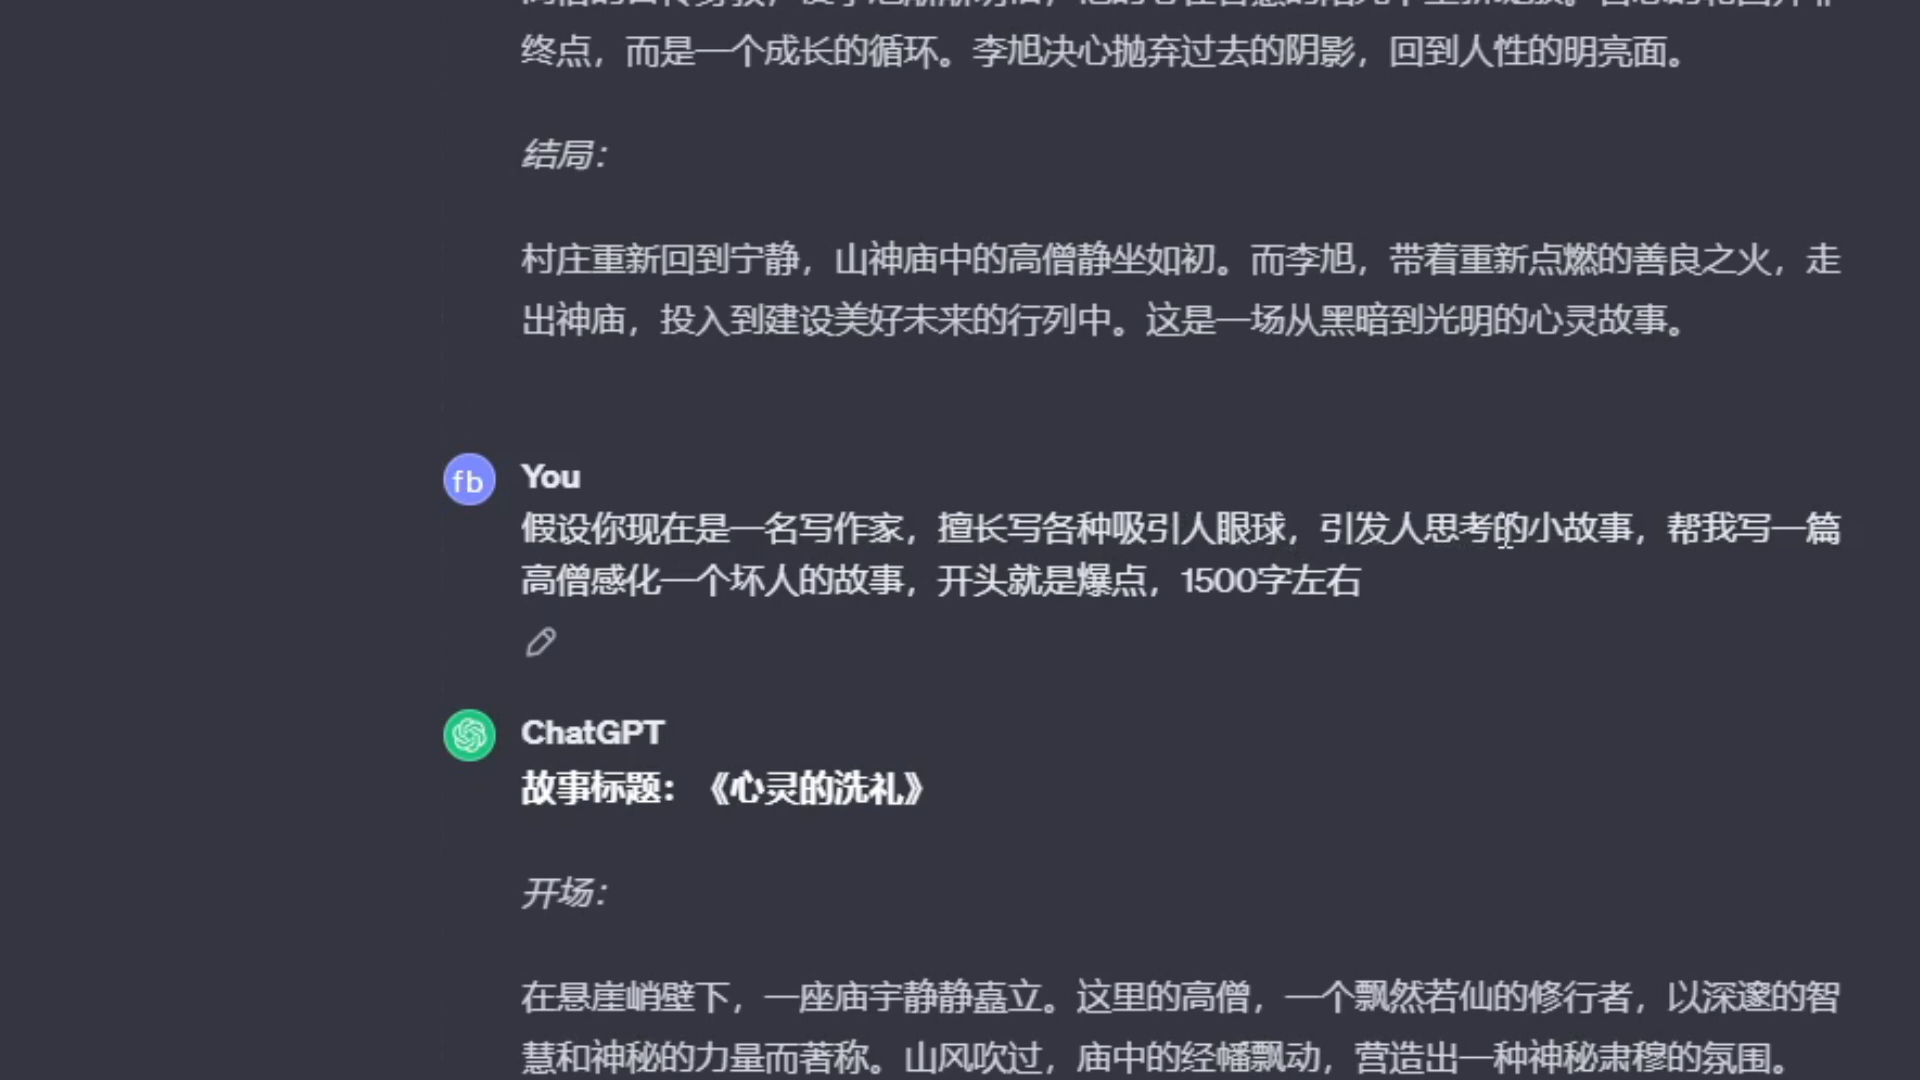 终点，而是一个成长的循环。李旭决心抛弃过去的阴影，回到人性的明亮面。
结局：
村庄重新回到宁静，山神庙中的高僧静坐如初。而李旭，带着重新点燃的善良之火，走
出神庙，投入到建设美好未来的行列中。这是一场从黑暗到光明的心灵故事。
fb
You
假设你现在是一名写作家，擅长写各种吸引人眼球，引发人思考的小故事，帮我写一篇
高僧感化一个坏人的故事，开头就是爆点，1500字左右
ChatGPT
故事标题：《心灵的洗礼》
开场：
在悬崖峭壁下，一座庙宇静静矗立。这里的高僧，一个飘然若仙的修行者，以深邃的智
慧和神秘的力量而著称。山风吹过，庙中的经幡飘动，营造出一种神秘肃穆的氛围。